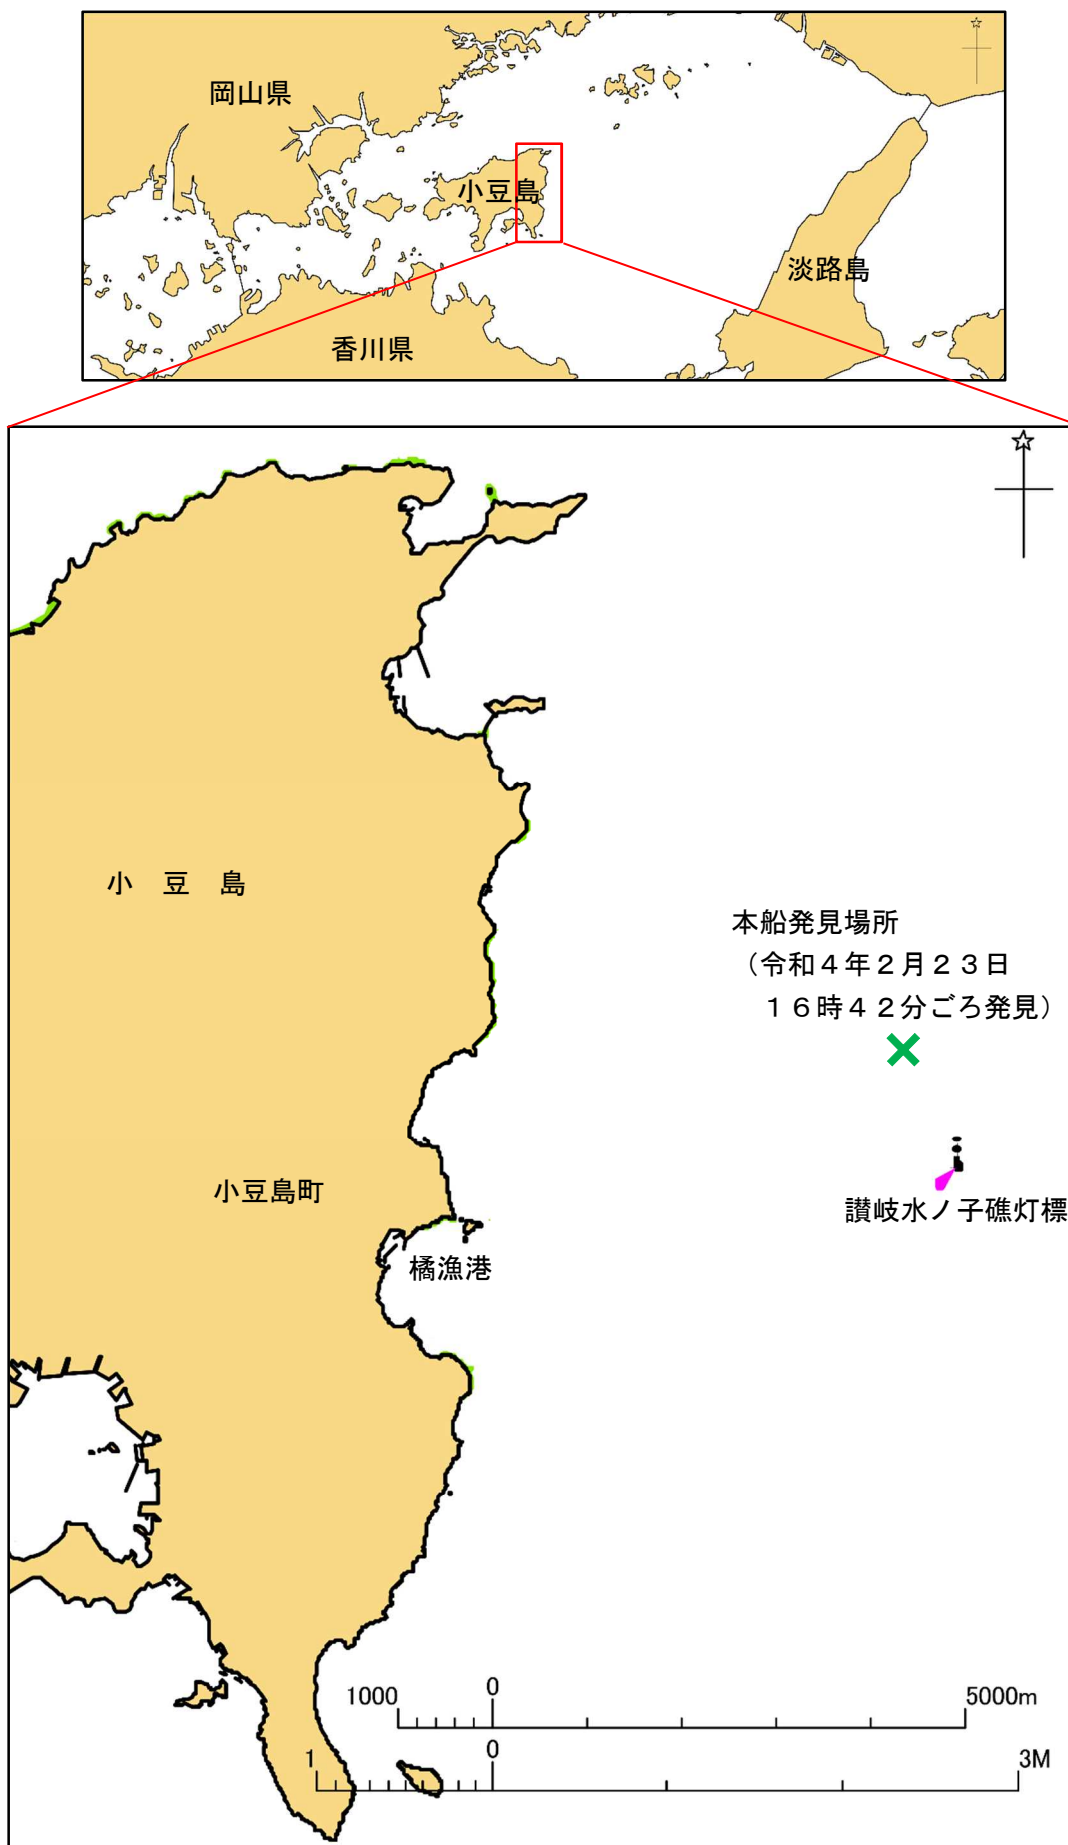 岡山県
小豆島
淡路島
香川県
小 豆 島
本船発見場所
（令和４年２月２３日
１６時４２分ごろ発見）
小豆島町
讃岐水ノ子礁灯標
橘漁港
1000 0 5000m
1 0 3M